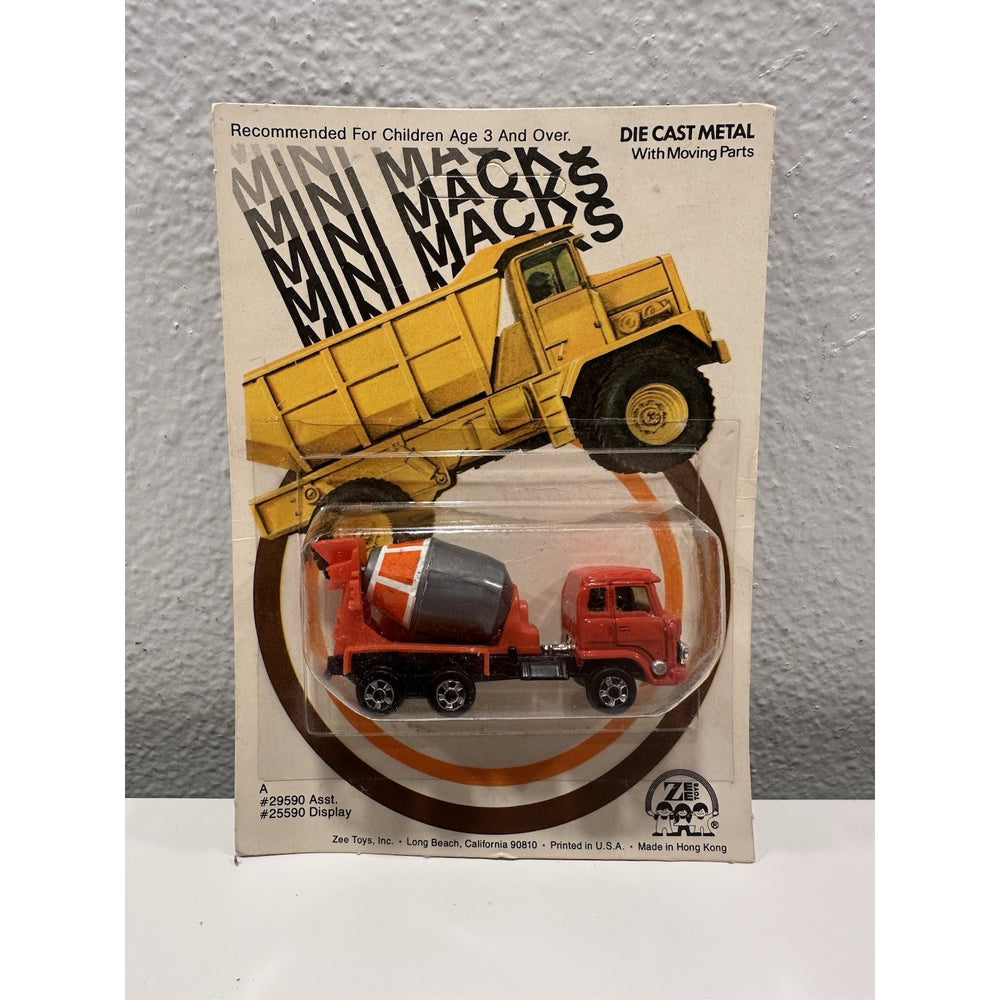 Recommended For Children Age 3 And Over.
DIE CAST METAL
With Moving Parts
MINI MACKS
MINI MACKS
MINI MACKS
MINI
MINI
A
#29590 Asst.
#25590 Display
ZEE
TOYS
®
Zee Toys, Inc. • Long Beach, California 90810 • Printed in U.S.A. • Made in Hong Kong